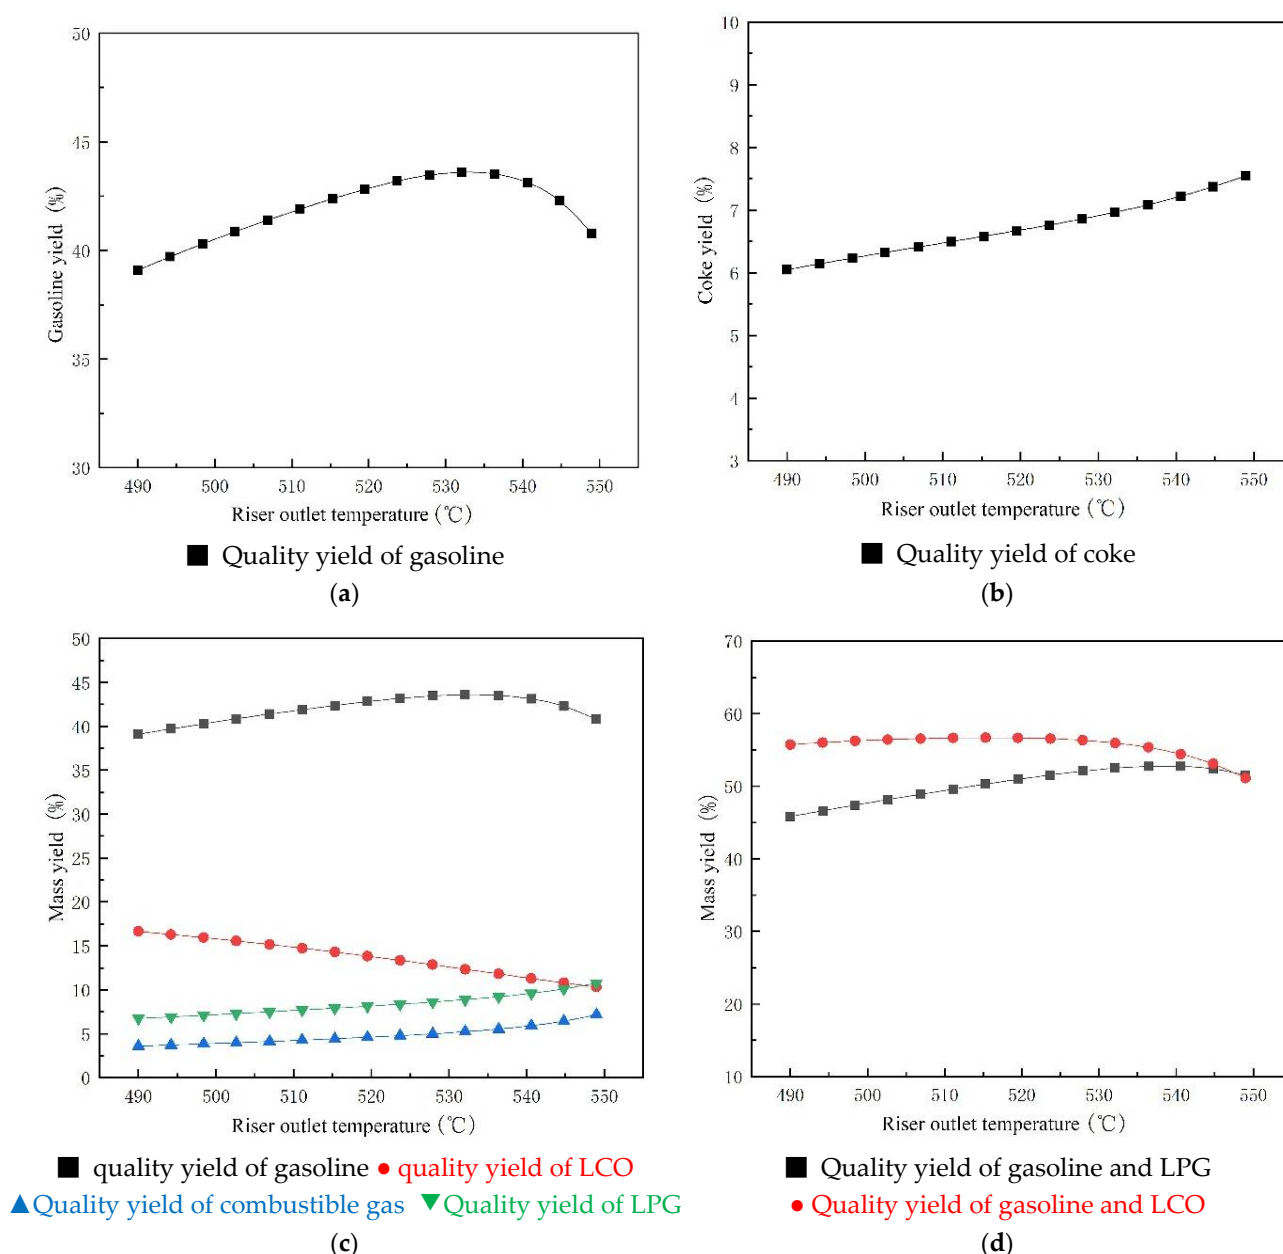 50
45
40
35
30
Gasoline yield (%)
490 500 510 520 530 540 550
Riser outlet temperature (℃)
■ Quality yield of gasoline
(a)
10
9
8
7
6
5
4
3
Coke yield (%)
490 500 510 520 530 540 550
Riser outlet temperature (℃)
■ Quality yield of coke
(b)
50
45
40
35
30
25
20
15
10
5
0
Mass yield (%)
490 500 510 520 530 540 550
Riser outlet temperature (℃)
■ quality yield of gasoline ● quality yield of LCO
▲Quality yield of combustible gas ▼Quality yield of LPG
(c)
70
60
50
40
30
20
10
Mass yield (%)
490 500 510 520 530 540 550
Riser outlet temperature (℃)
■ Quality yield of gasoline and LPG
● Quality yield of gasoline and LCO
(d)